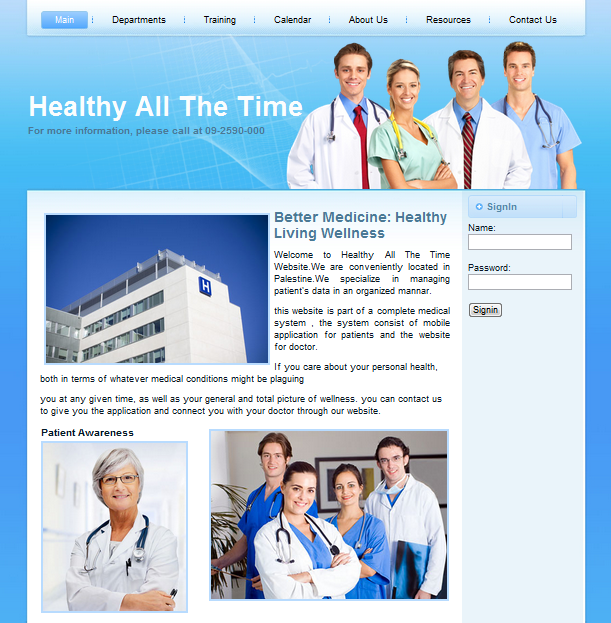 Main Departments Training Calendar About Us Resources Contact Us
Healthy All The Time
For more information, please call at 09-2590-000
SignIn
Name:
Password:
Signin
Better Medicine: Healthy
Living Wellness
Welcome to Healthy All The Time
Website.We are conveniently located in
Palestine.We specialize in managing
patient's data in an organized mannar.
this website is part of a complete medical
system , the system consist of mobile
application for patients and the website
for doctor.
If you care about your personal health,
both in terms of whatever medical conditions might be plaguing
you at any given time, as well as your general and total picture of wellness. you can contact us
to give you the application and connect you with your doctor through our website.
H
Patient Awareness